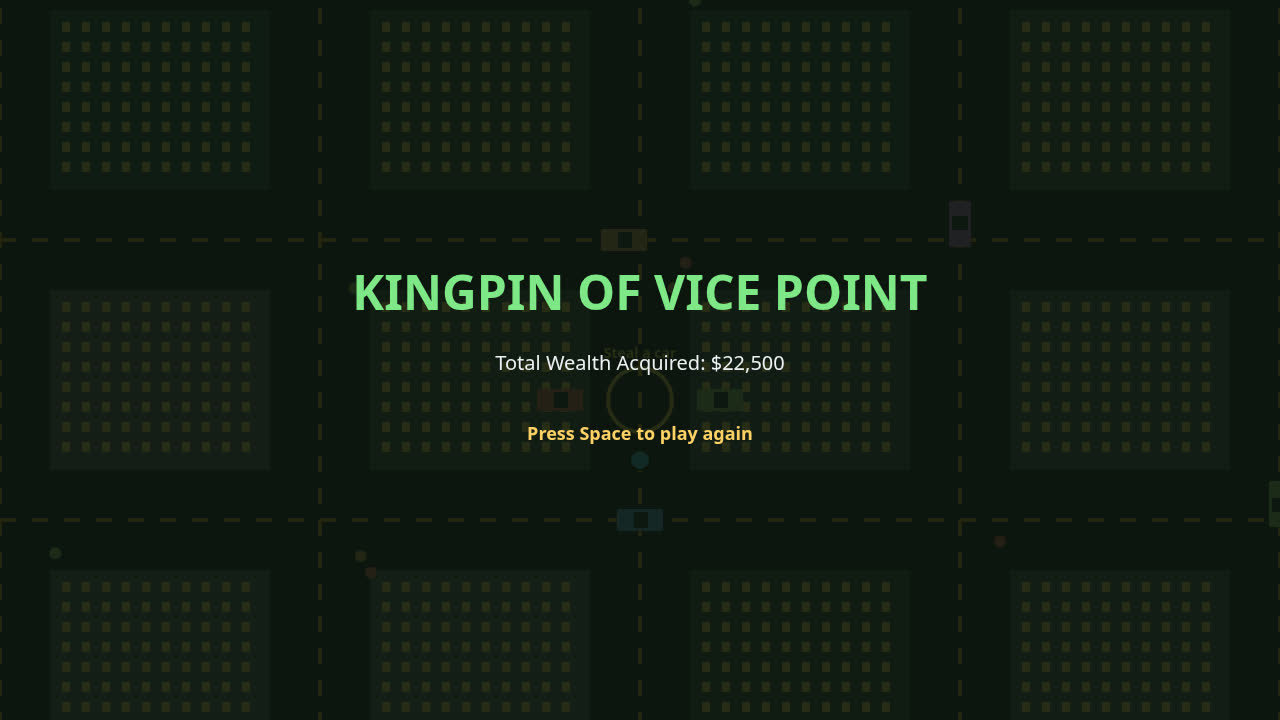 KINGPIN OF VICE POINT
Total Wealth Acquired: $22,500
Press Space to play again